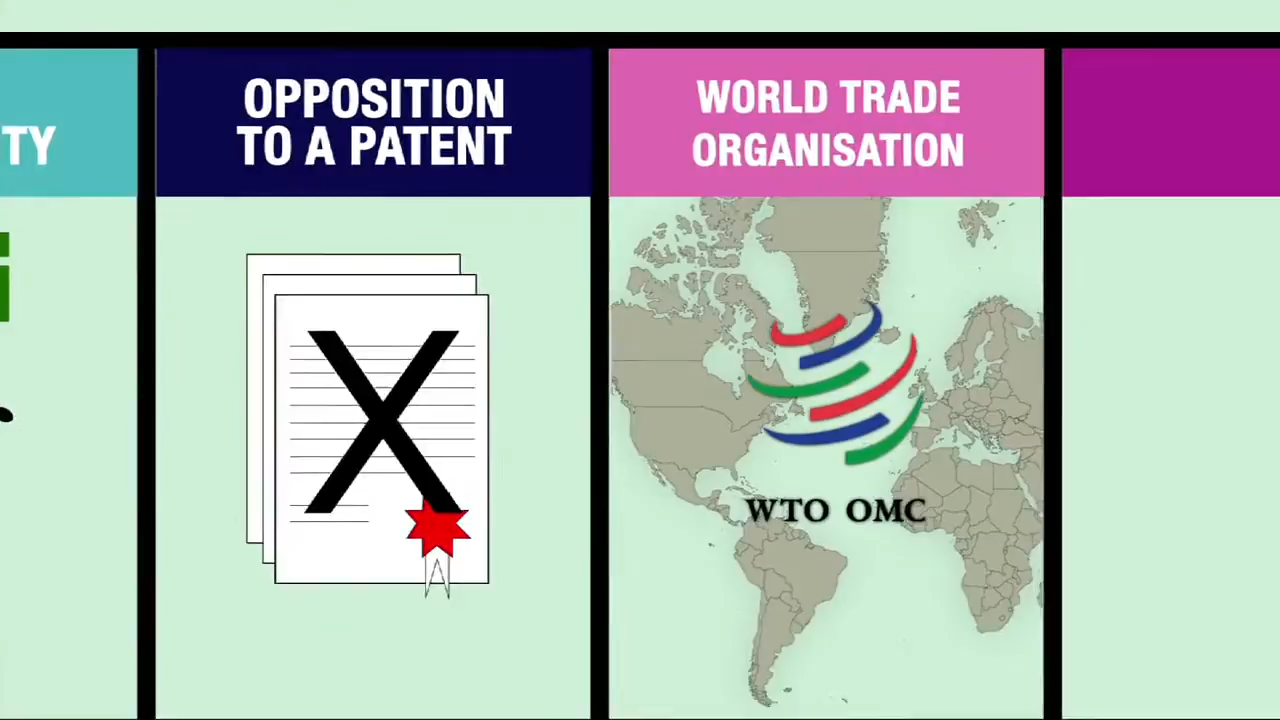 TY
OPPOSITION
TO A PATENT
X
WORLD TRADE
ORGANISATION
WTO OMC